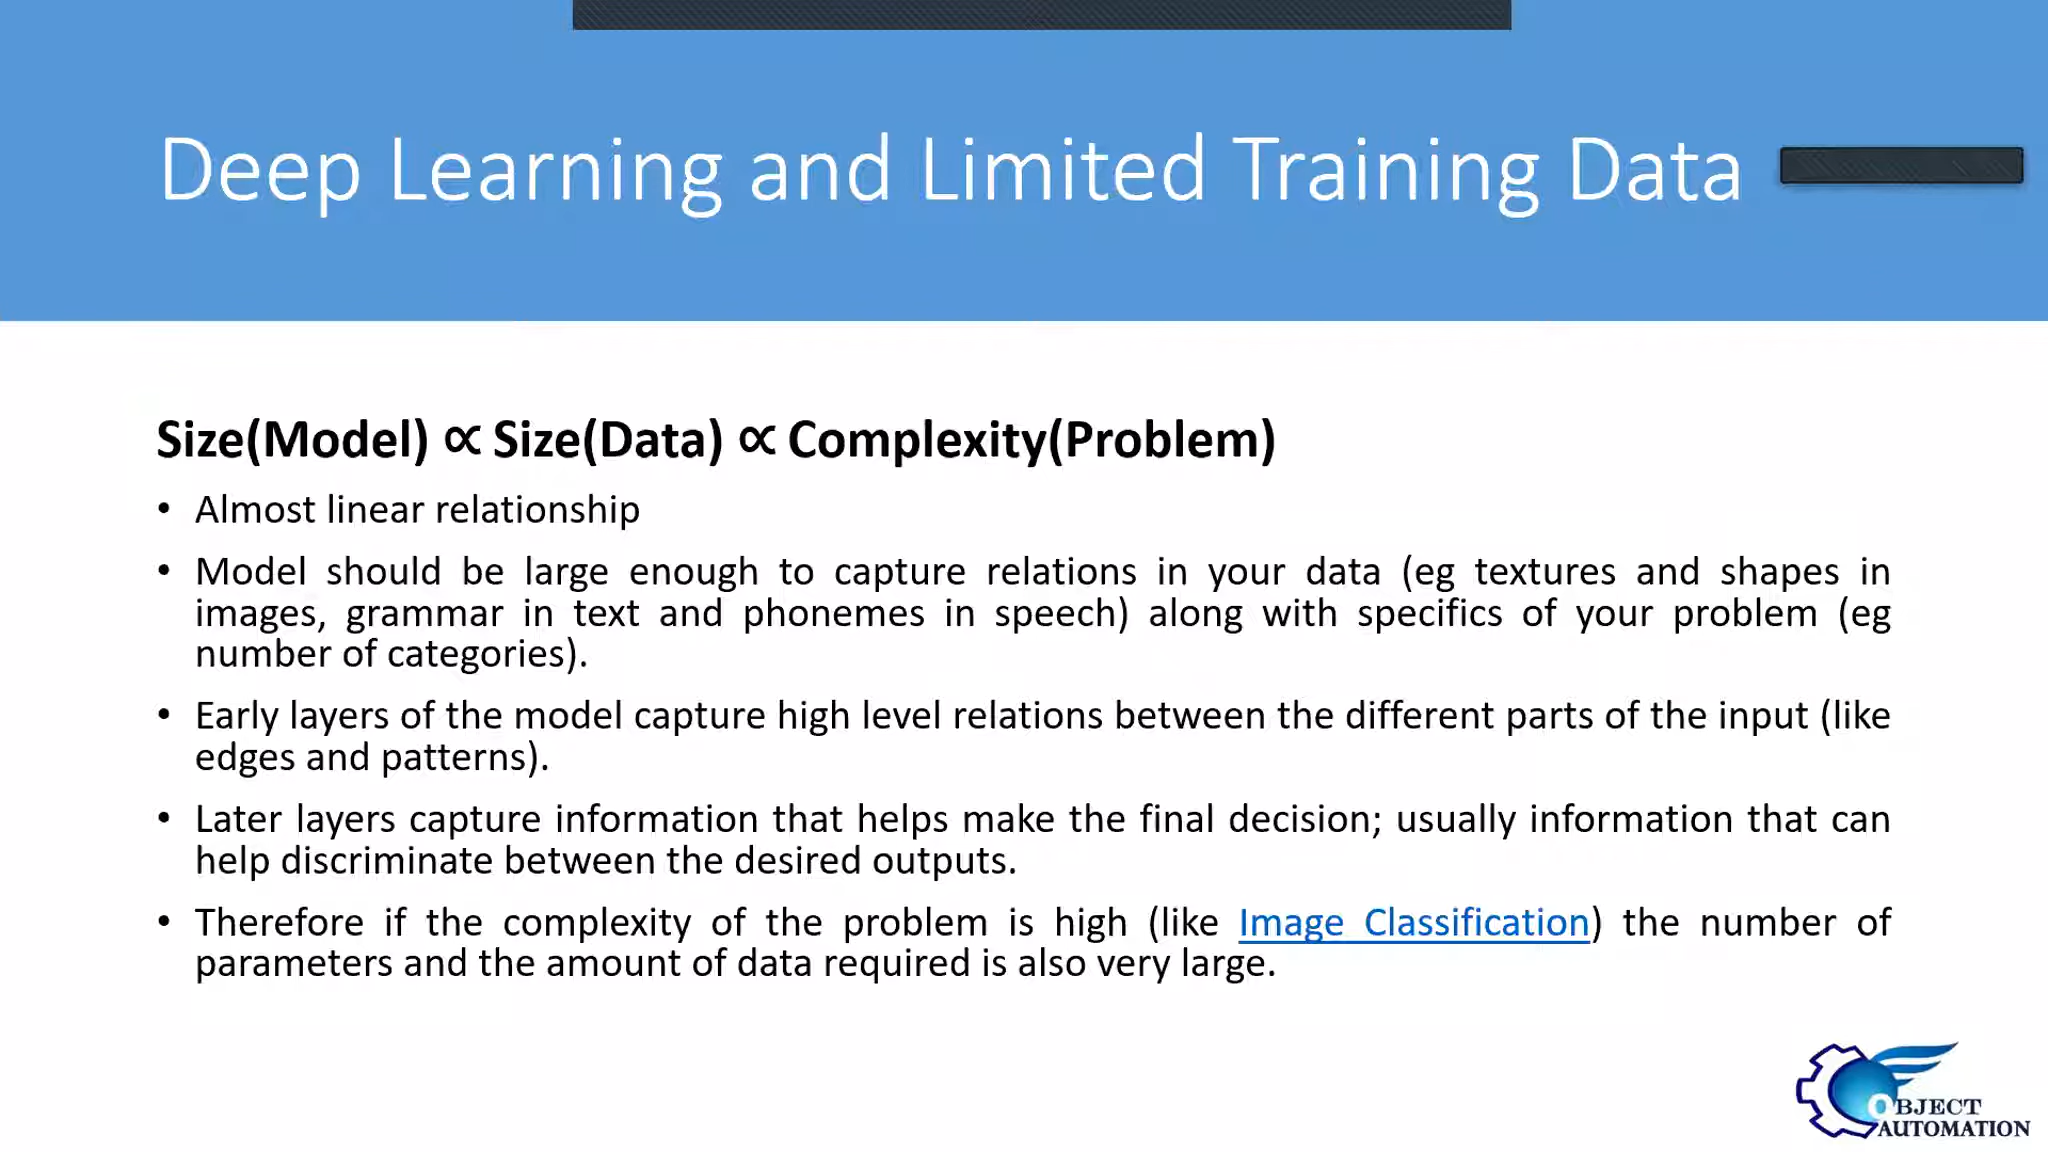 Deep Learning and Limited Training Data
Size(Model) ∝ Size(Data) ∝ Complexity(Problem)
• Almost linear relationship
• Model should be large enough to capture relations in your data (eg textures and shapes in
images, grammar in text and phonemes in speech) along with specifics of your problem (eg
number of categories).
• Early layers of the model capture high level relations between the different parts of the input (like
edges and patterns).
• Later layers capture information that helps make the final decision; usually information that can
help discriminate between the desired outputs.
• Therefore if the complexity of the problem is high (like Image Classification) the number of
parameters and the amount of data required is also very large.
OBJECT
AUTOMATION